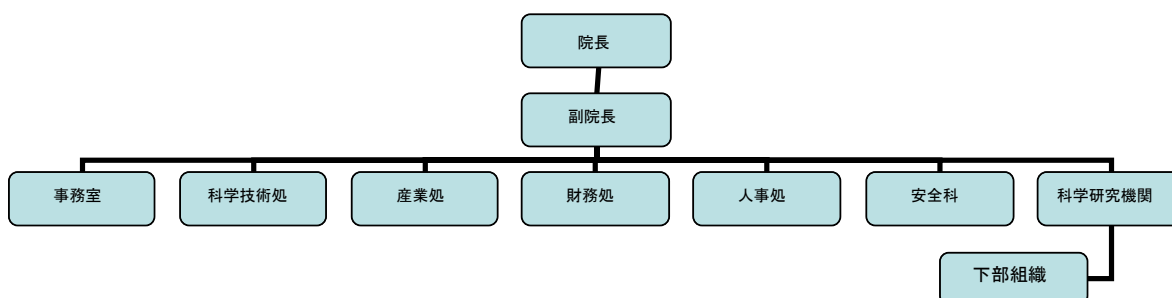 院長
副院長
事務室
科学技術処
産業処
財務処
人事処
安全科
科学研究機関
下部組織